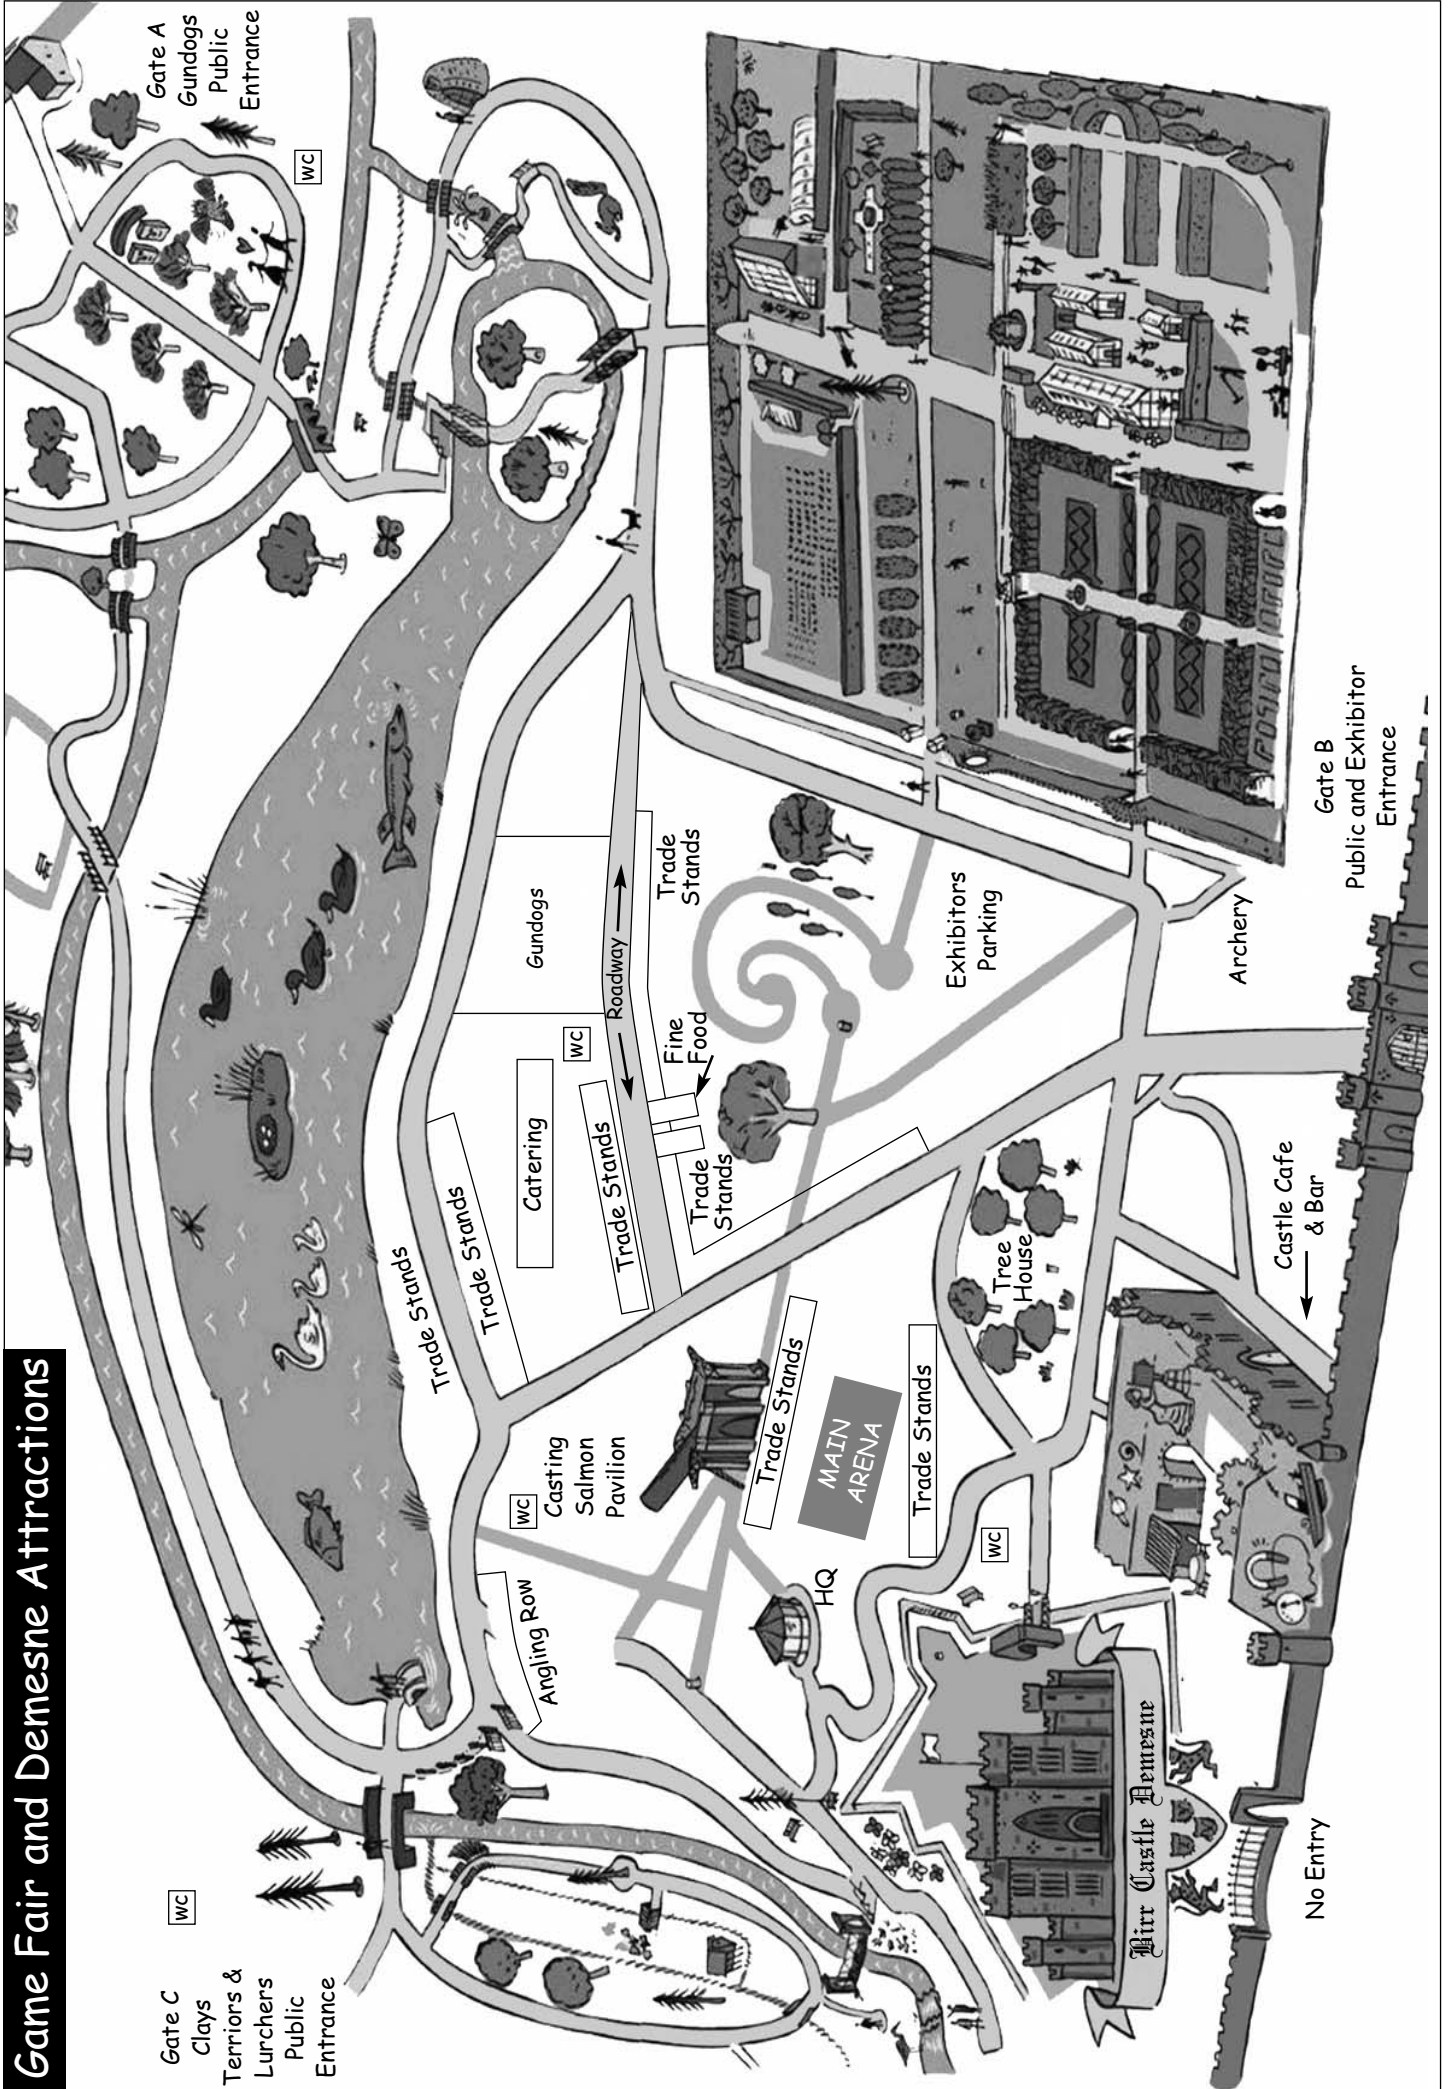 Game Fair and Demesne Attractions
Gate C
Clays
Terriors &
Lurchers
Public
Entrance
wc
Gate A
Gundogs
Public
Entrance
wc
Trade Stands
Trade Stands
Angling Row
wc
Casting
Salmon
Pavilion
Catering
Gundogs
wc
Trade Stands
Roadway
Trade
Stands
Fine
Food
Trade
Stands
Trade Stands
MAIN
ARENA
HQ
Trade Stands
Exhibitors
Parking
Tree
House
wc
Archery
Birr Castle Demesne
Castle Cafe
& Bar
Gate B
Public and Exhibitor
Entrance
No Entry